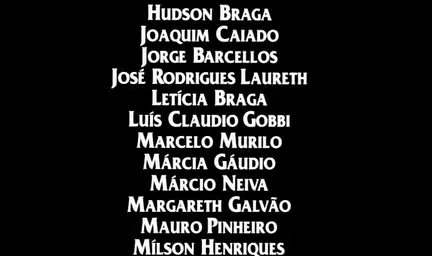 Hudson Braga
Joaquim Caiado
Jorge Barcellos
José Rodrigues Laureth
Letícia Braga
Luís Claudio Gobbi
Marcelo Murilo
Márcia Gáudio
Márcio Neiva
Margareth Galvão
Mauro Pinheiro
Mílson Henriques